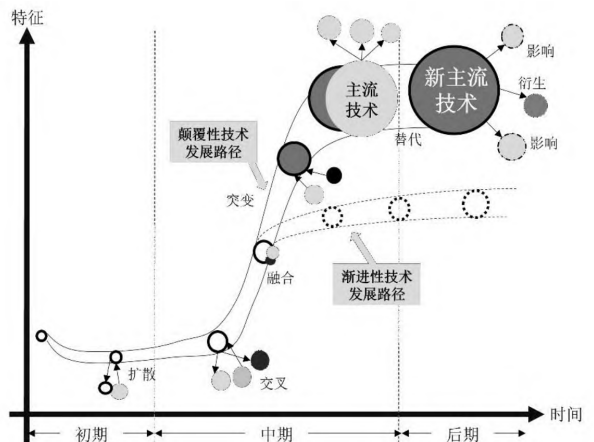 特征
主流
技术
新主流
技术
影响
衍生
影响
替代
颠覆性技术
发展路径
突变
融合
渐进性技术
发展路径
扩散
交叉
时间
初期
中期
后期